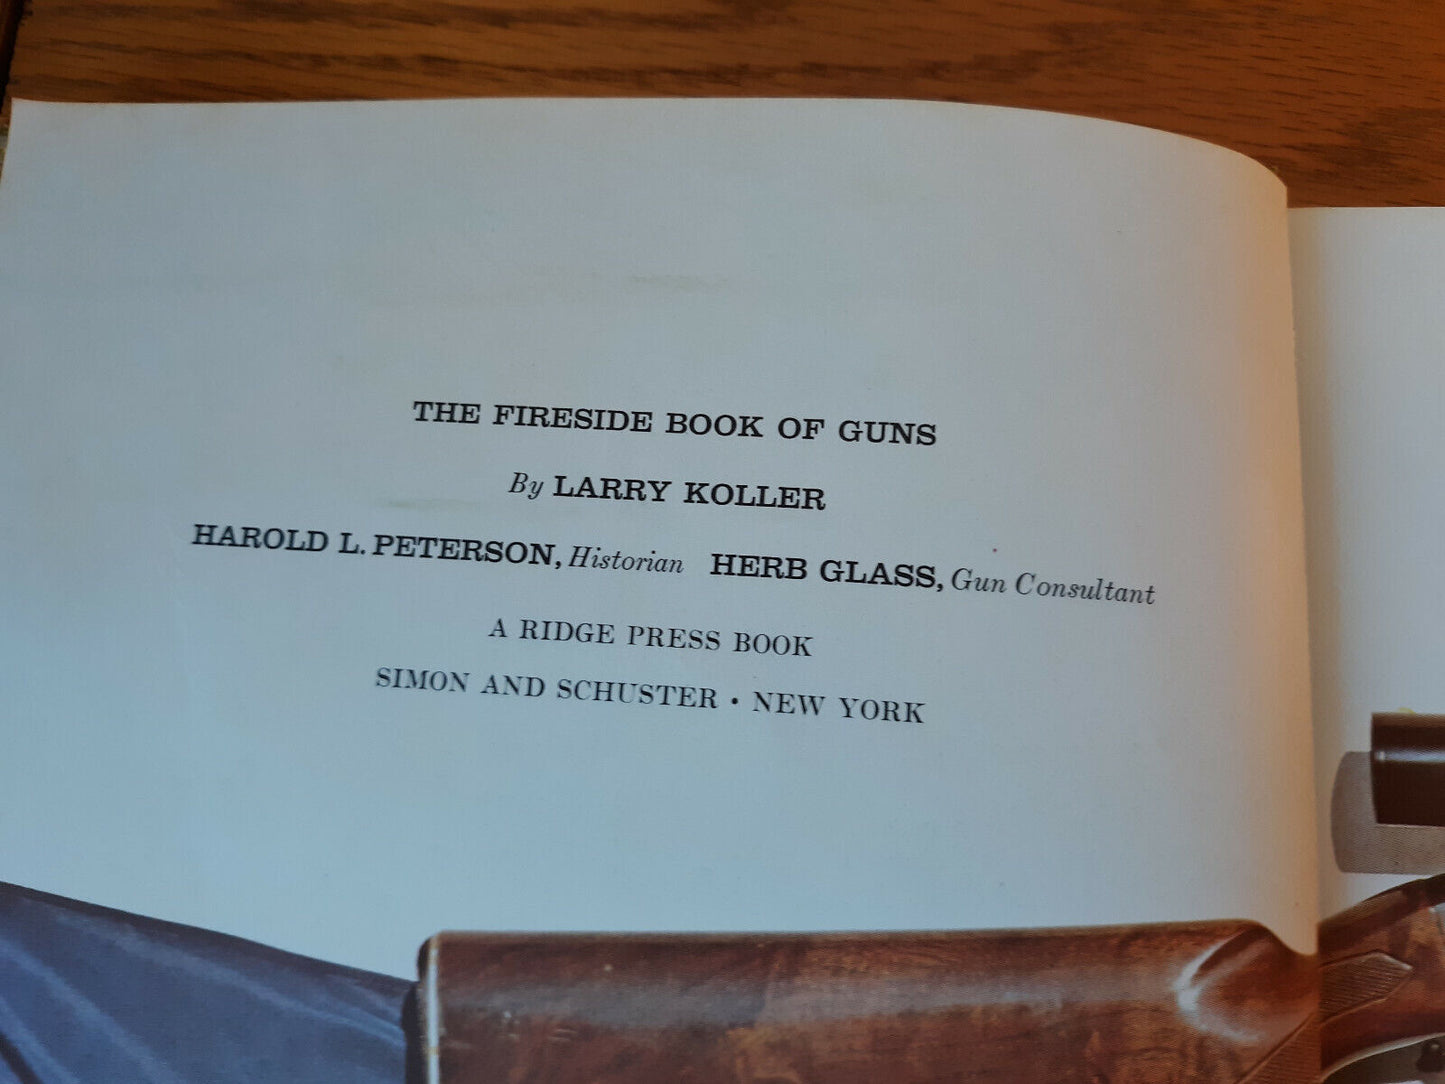 THE FIRESIDE BOOK OF GUNS
By LARRY KOLLER
HAROLD L. PETERSON, Historian HERB GLASS, Gun Consultant
A RIDGE PRESS BOOK
SIMON AND SCHUSTER • NEW YORK